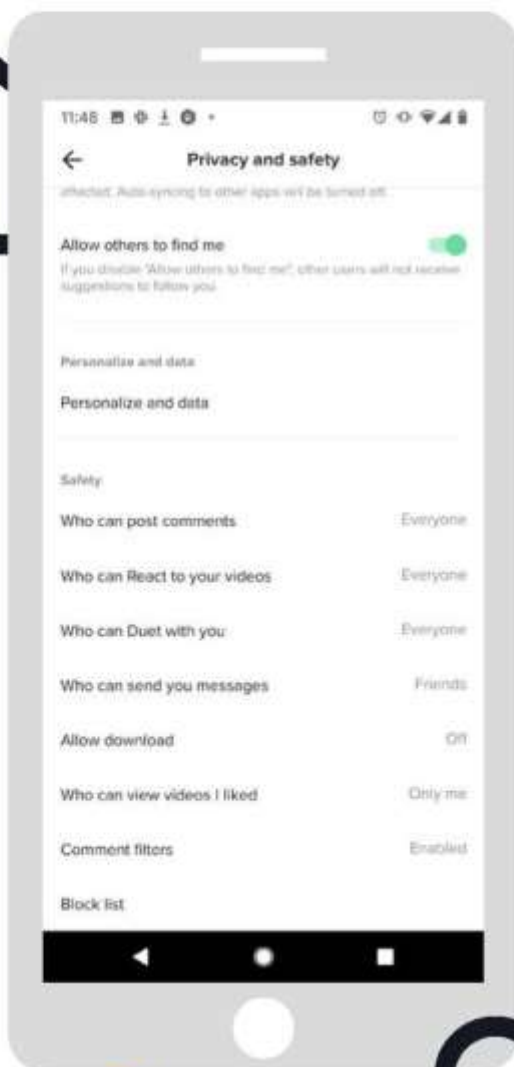 11:48
Privacy and safety
affected. Auto-syncing to other apps will be turned off.
Allow others to find me
If you disable "Allow others to find me", other users will not receive
suggestions to follow you.
Personalize and data
Personalize and data
Safety
Who can post comments Everyone
Who can React to your videos Everyone
Who can Duet with you Everyone
Who can send you messages Friends
Allow download Off
Who can view videos I liked Only me
Comment filters Enabled
Block list